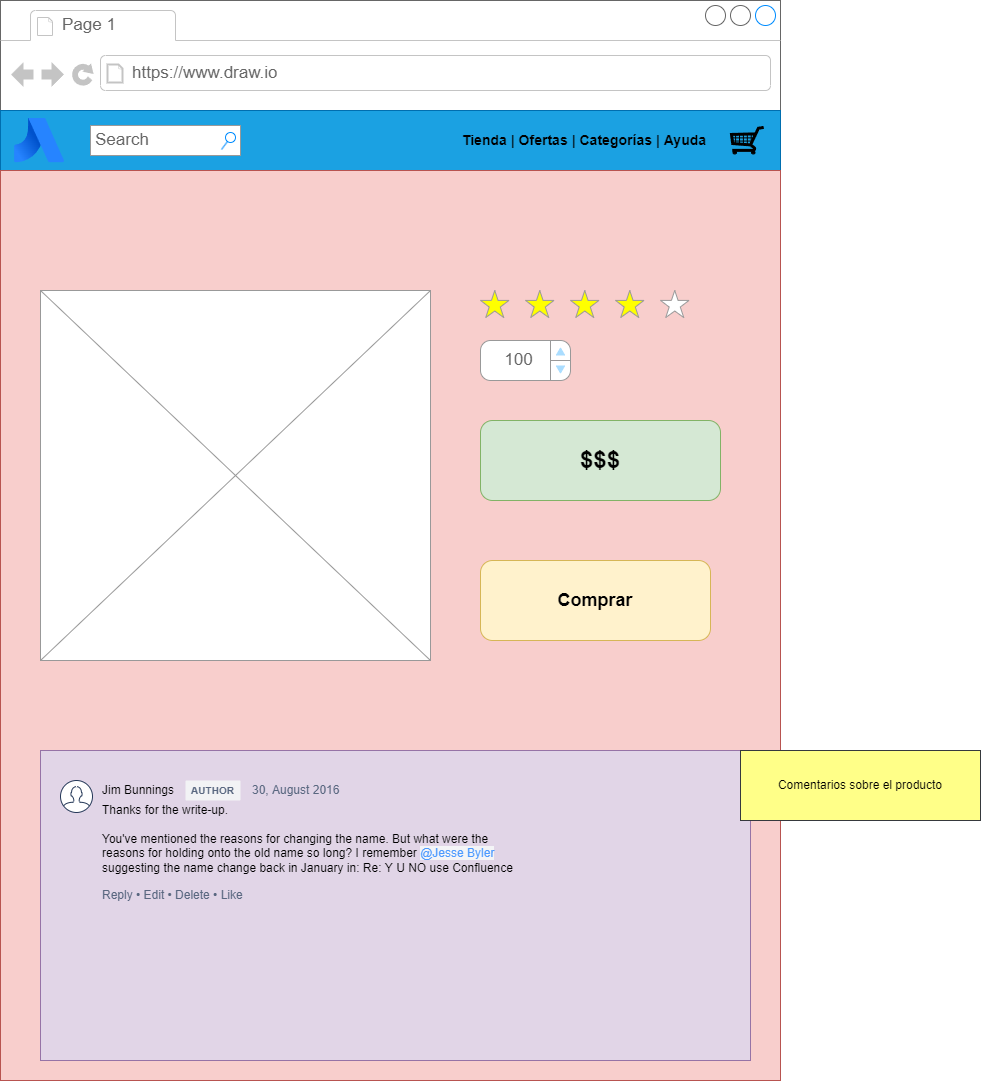 Page 1
https://www.draw.io
Search
Tienda | Ofertas | Categorías | Ayuda
100
$$$
Comprar
Comentarios sobre el producto
Jim Bunnings AUTHOR 30, August 2016
Thanks for the write-up.
You've mentioned the reasons for changing the name. But what were the
reasons for holding onto the old name so long? I remember @Jesse Byler
suggesting the name change back in January in: Re: Y U NO use Confluence
Reply • Edit • Delete • Like